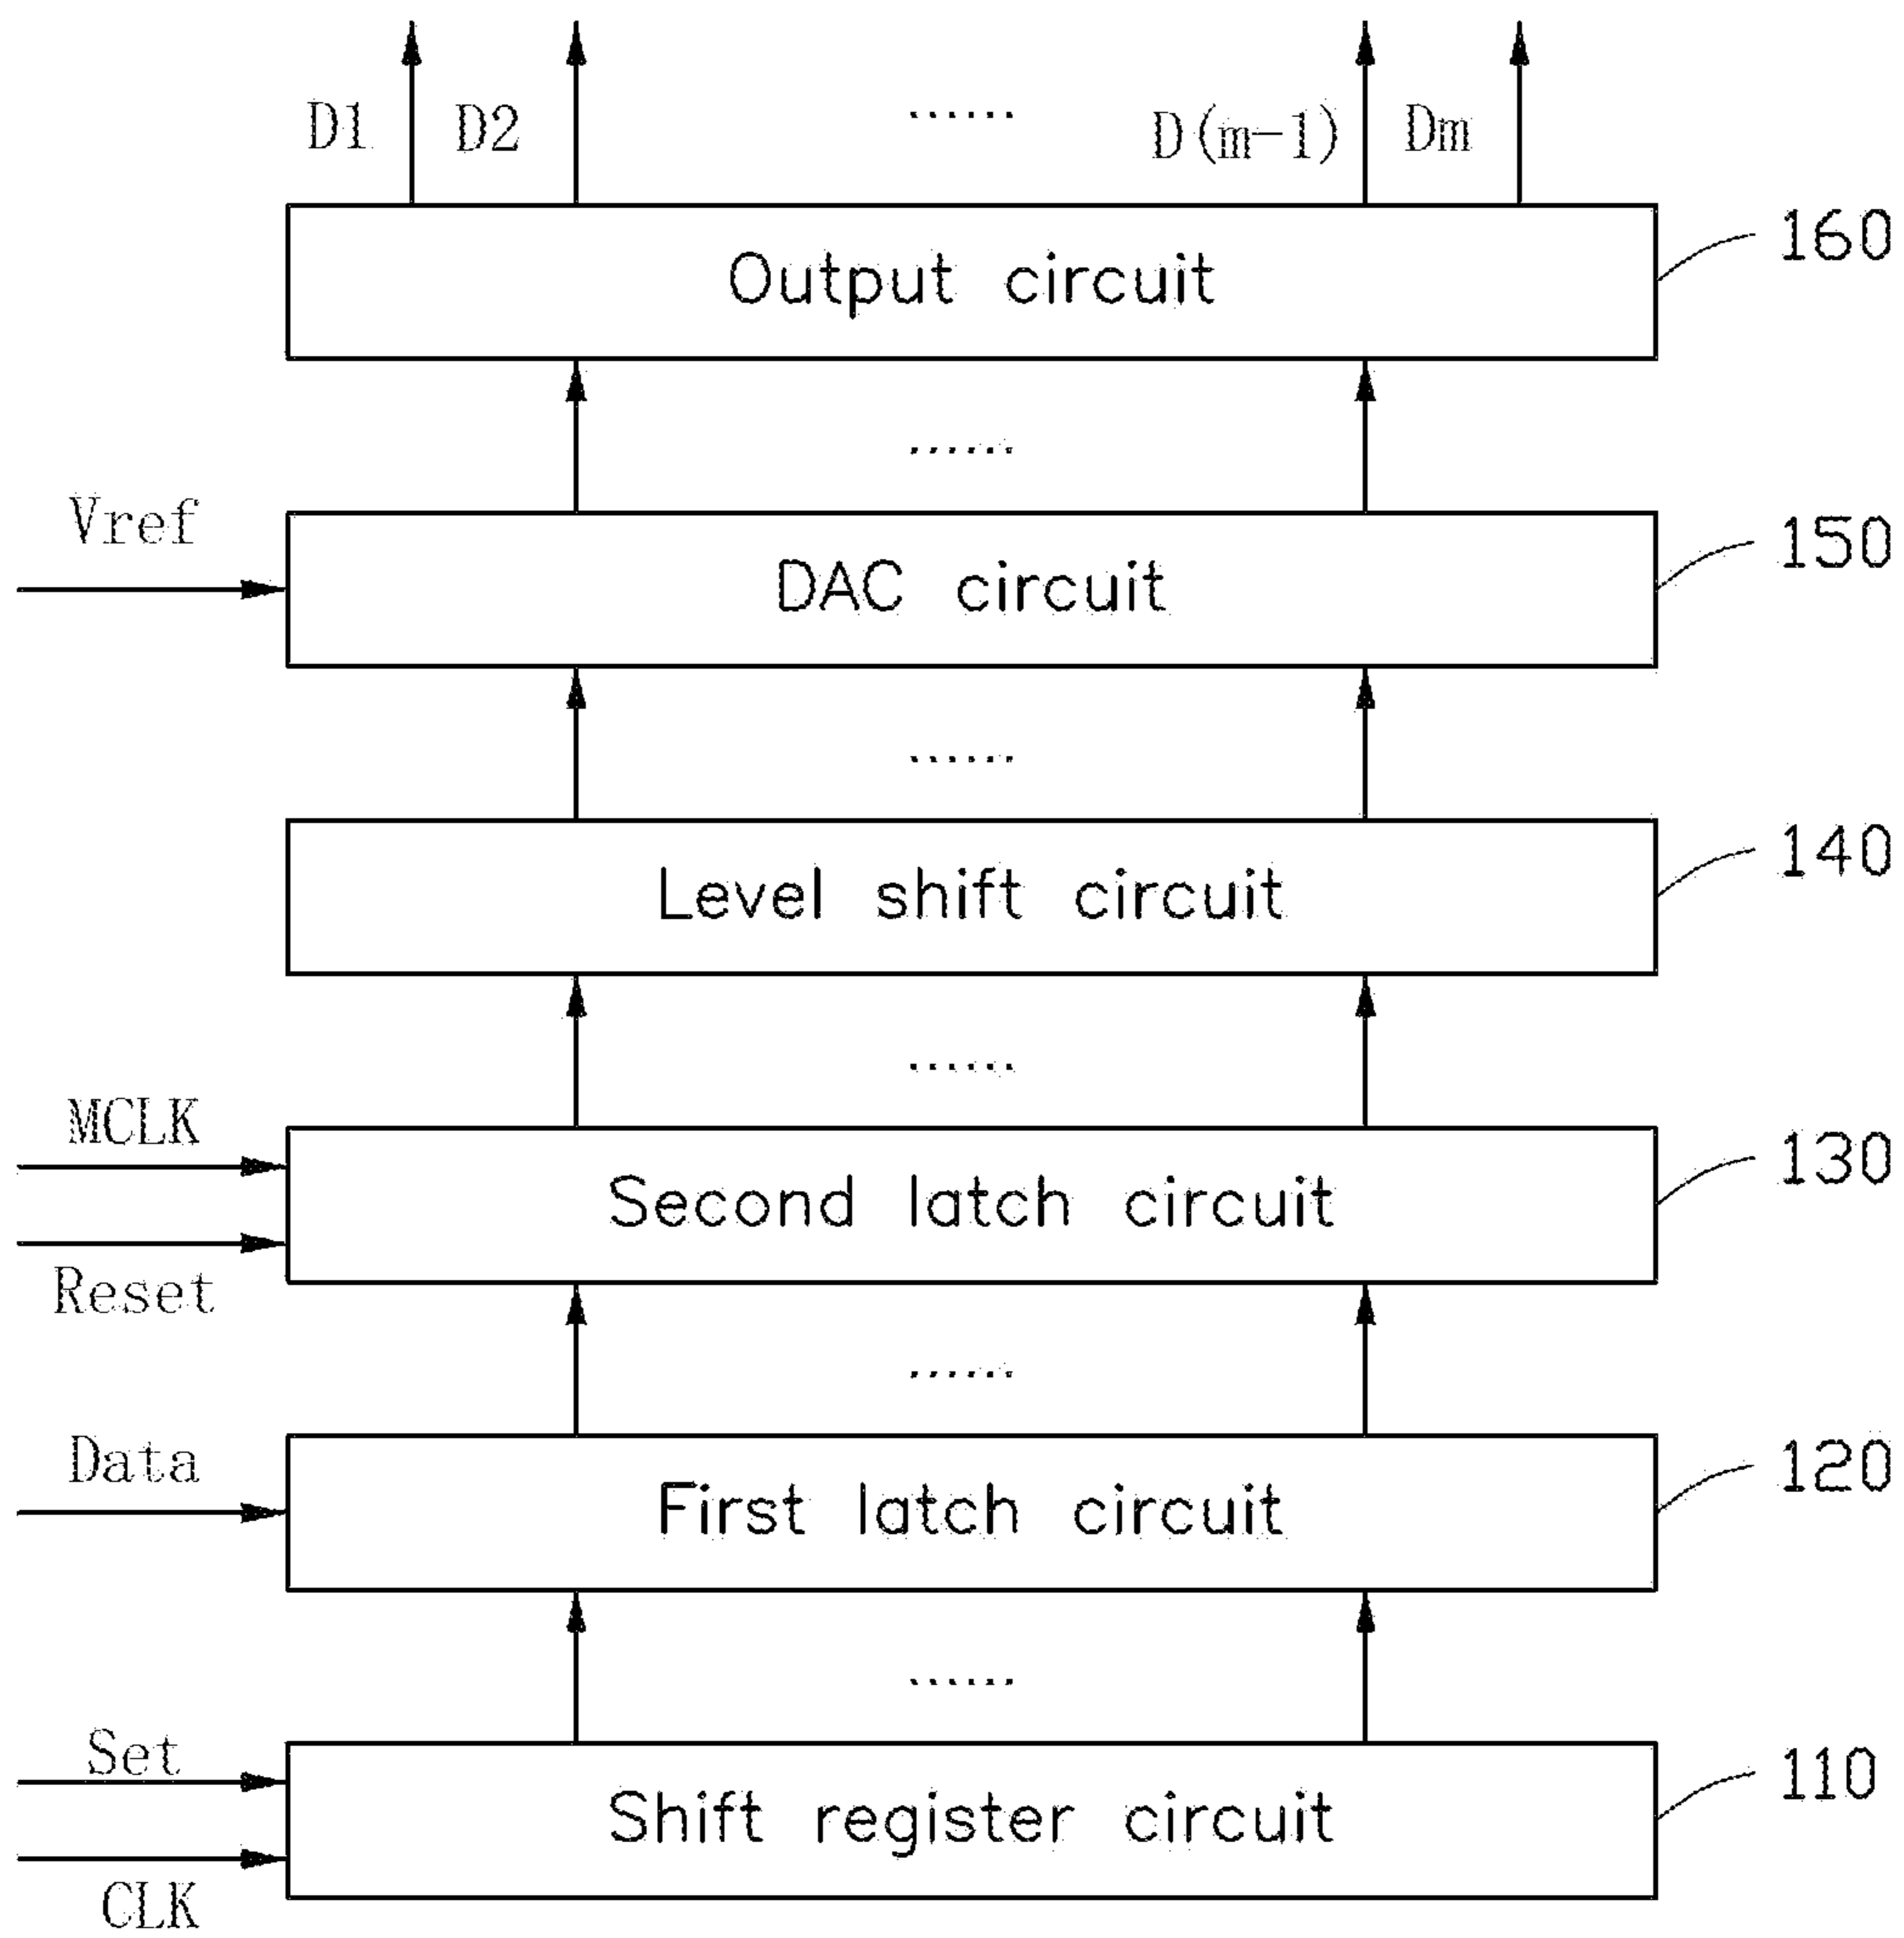 D1 D2 ...... D(m-1) Dm
Output circuit 160
......
Vref
DAC circuit 150
......
Level shift circuit 140
......
MCLK
Second latch circuit 130
Reset
......
Data
First latch circuit 120
......
Set
Shift register circuit 110
CLK